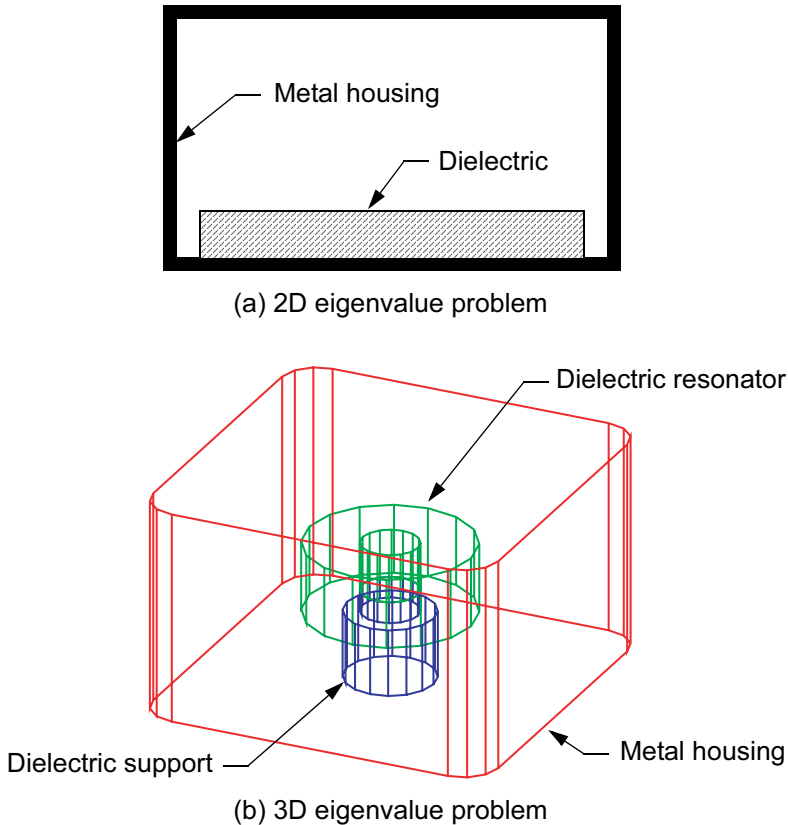 Metal housing
Dielectric
(a) 2D eigenvalue problem
Dielectric resonator
Dielectric support
Metal housing
(b) 3D eigenvalue problem